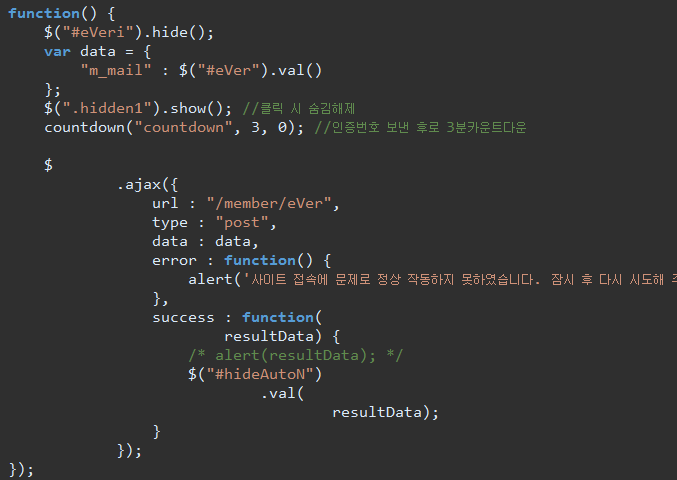 function() {
$("#eVeri").hide();
var data = {
"m_mail" : $("#eVer").val()
};
$(".hidden1").show(); //클릭 시 숨김해제
countdown("countdown", 3, 0); //인증번호 보낸 후로 3분카운트다운
$
.ajax({
url : "/member/eVer",
type : "post",
data : data,
error : function() {
alert('사이트 접속에 문제로 정상 작동하지 못하였습니다. 잠시 후 다시 시도해
},
success : function(
resultData) {
/* alert(resultData); */
$("#hideAutoN")
.val(
resultData);
}
});
});